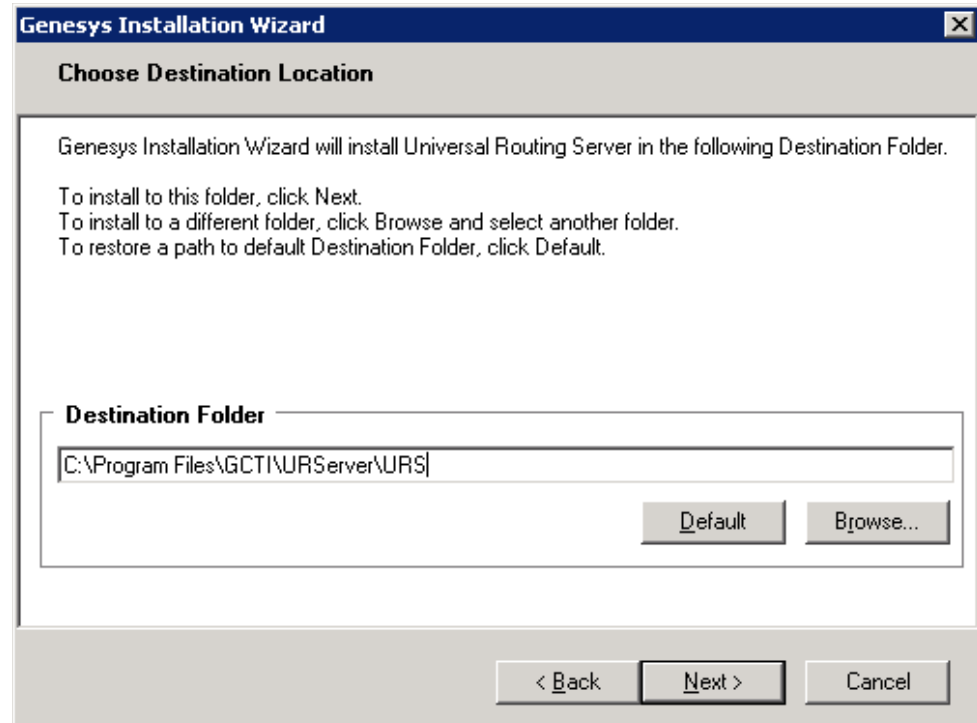 Genesys Installation Wizard
Choose Destination Location
Genesys Installation Wizard will install Universal Routing Server in the following Destination Folder.
To install to this folder, click Next.
To install to a different folder, click Browse and select another folder.
To restore a path to default Destination Folder, click Default.
Destination Folder
C:\Program Files\GCTI\URServer\URS
Default Browse...
< Back Next > Cancel